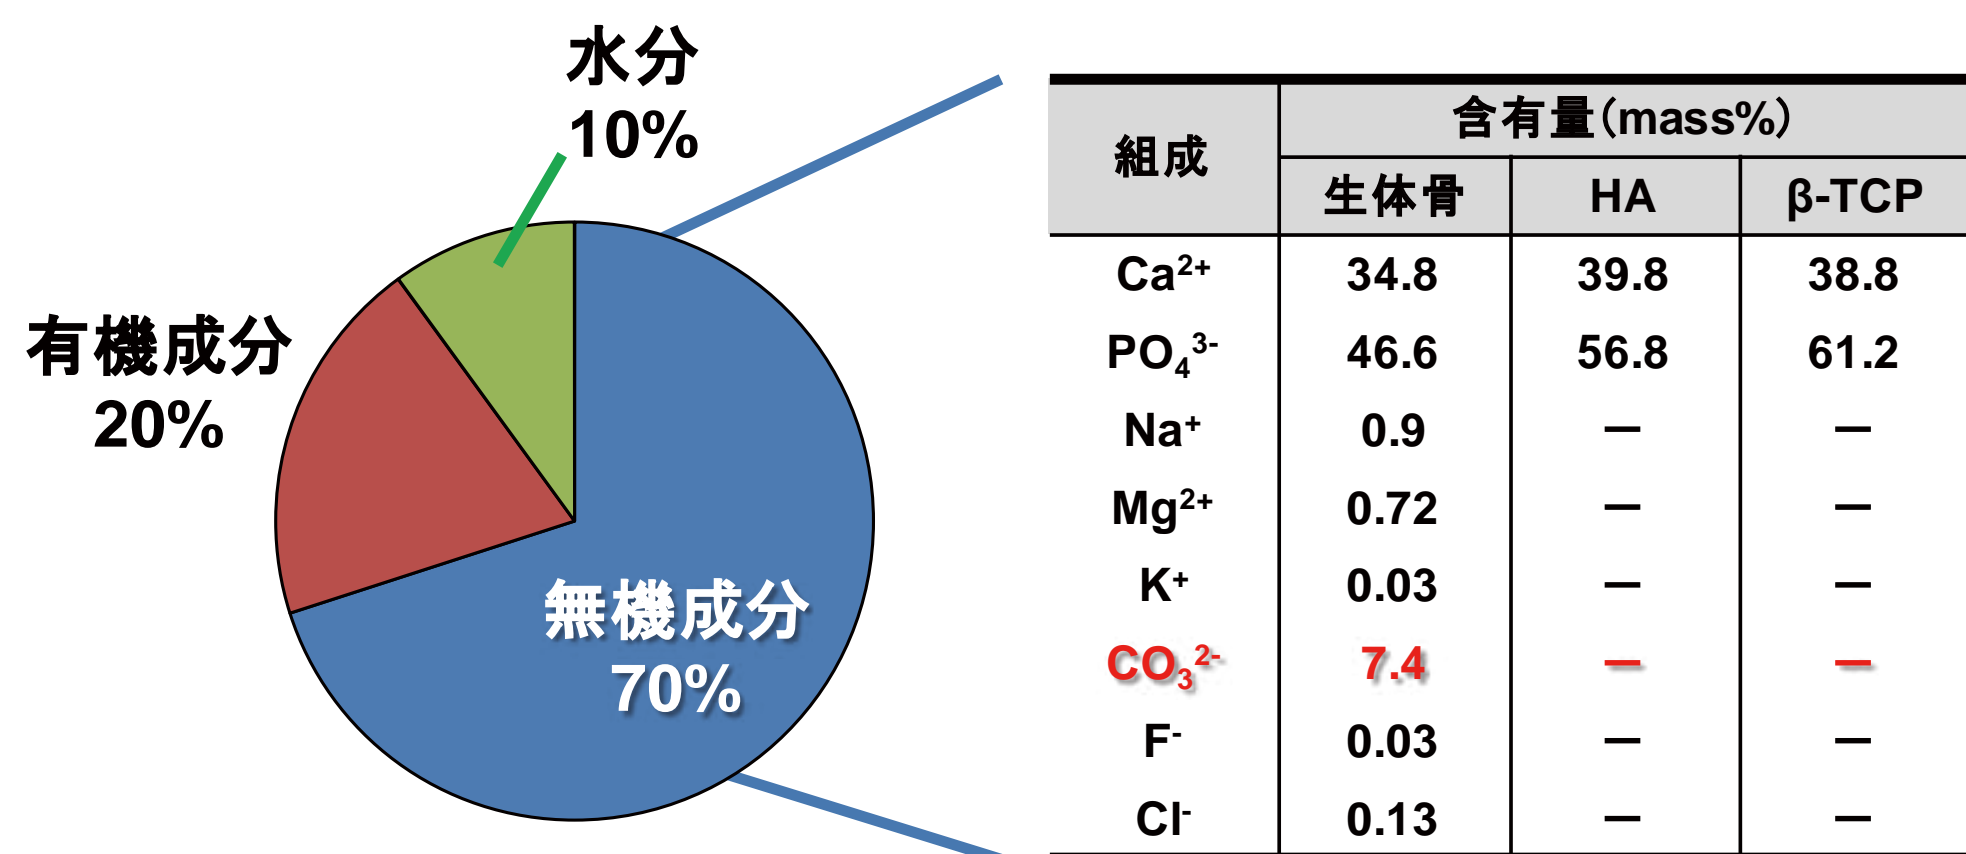 水分
10%
有機成分
20%
無機成分
70%
組成 含有量(mass%)
生体骨 HA β-TCP
Ca²⁺ 34.8 39.8 38.8
PO₄³⁻ 46.6 56.8 61.2
Na⁺ 0.9 － －
Mg²⁺ 0.72 － －
K⁺ 0.03 － －
CO₃²⁻ 7.4 － －
F⁻ 0.03 － －
Cl⁻ 0.13 － －